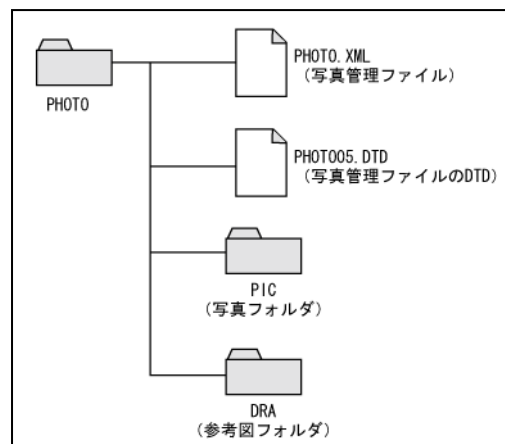 PHOTO
PHOTO.XML
（写真管理ファイル）
PHOTO05.DTD
（写真管理ファイルのDTD）
PIC
（写真フォルダ）
DRA
（参考図フォルダ）